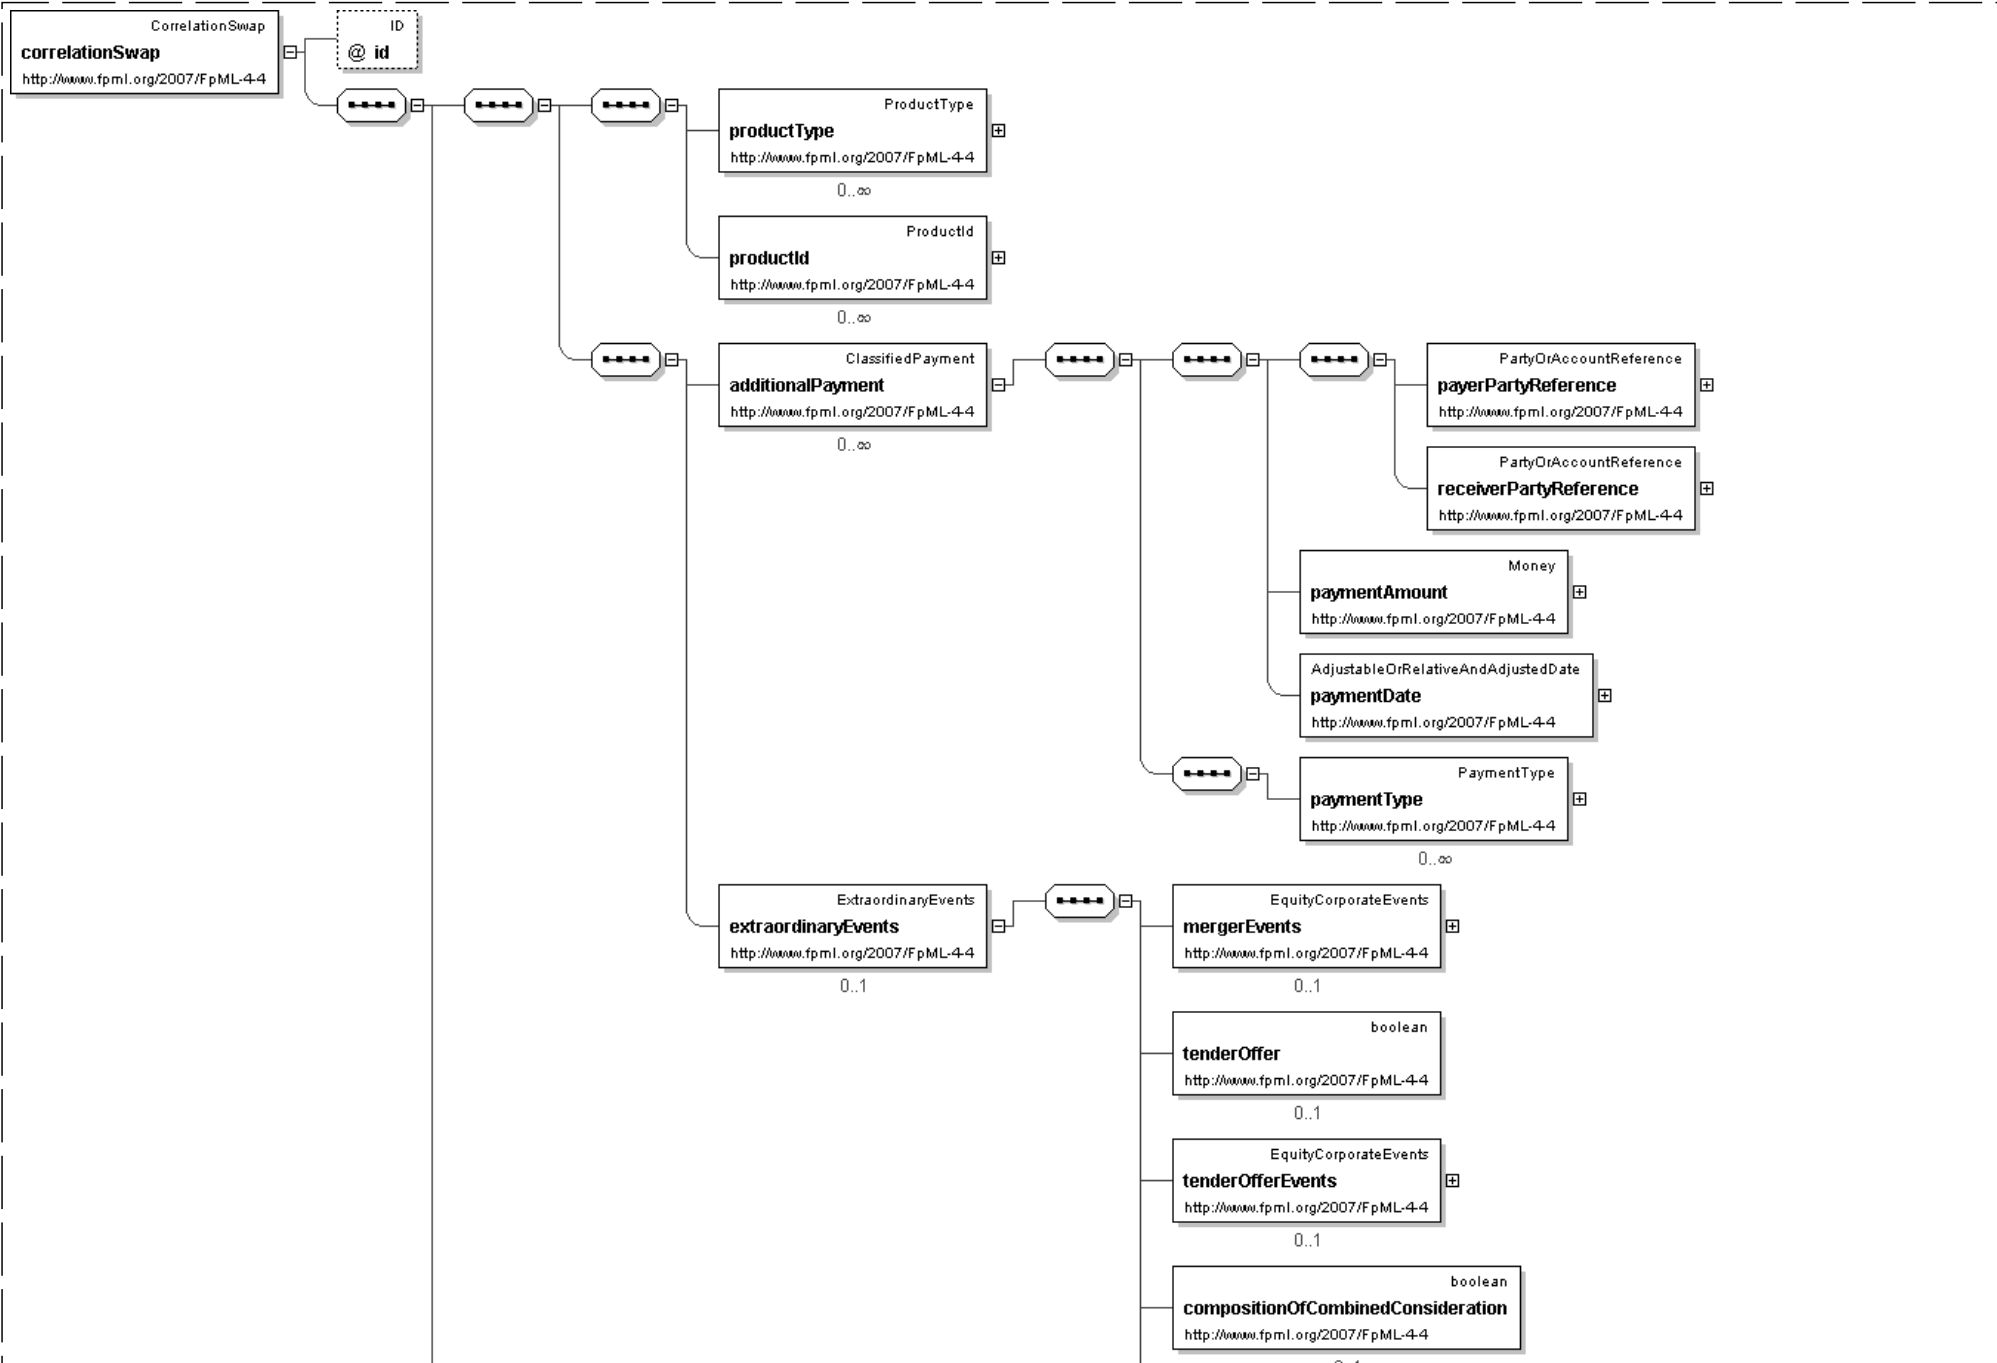 CorrelationSwap
correlationSwap
http://www.fpml.org/2007/FpML-4-4
ID
@ id
ProductType
productType
http://www.fpml.org/2007/FpML-4-4
0..∞
ProductId
productId
http://www.fpml.org/2007/FpML-4-4
0..∞
ClassifiedPayment
additionalPayment
http://www.fpml.org/2007/FpML-4-4
0..∞
PartyOrAccountReference
payerPartyReference
http://www.fpml.org/2007/FpML-4-4
PartyOrAccountReference
receiverPartyReference
http://www.fpml.org/2007/FpML-4-4
Money
paymentAmount
http://www.fpml.org/2007/FpML-4-4
AdjustableOrRelativeAndAdjustedDate
paymentDate
http://www.fpml.org/2007/FpML-4-4
PaymentType
paymentType
http://www.fpml.org/2007/FpML-4-4
0..∞
ExtraordinaryEvents
extraordinaryEvents
http://www.fpml.org/2007/FpML-4-4
0..1
EquityCorporateEvents
mergerEvents
http://www.fpml.org/2007/FpML-4-4
0..1
boolean
tenderOffer
http://www.fpml.org/2007/FpML-4-4
0..1
EquityCorporateEvents
tenderOfferEvents
http://www.fpml.org/2007/FpML-4-4
0..1
boolean
compositionOfCombinedConsideration
http://www.fpml.org/2007/FpML-4-4